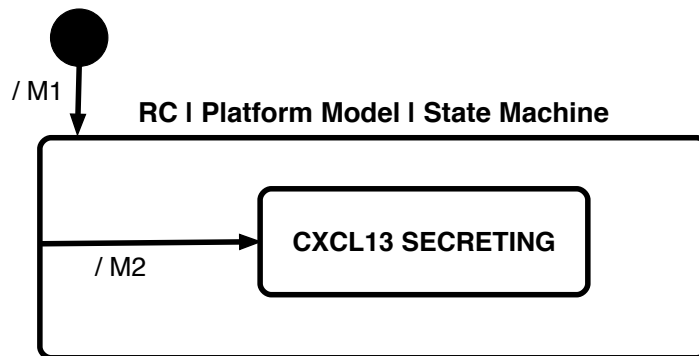 / M1
RC | Platform Model | State Machine
CXCL13 SECRETING
/ M2